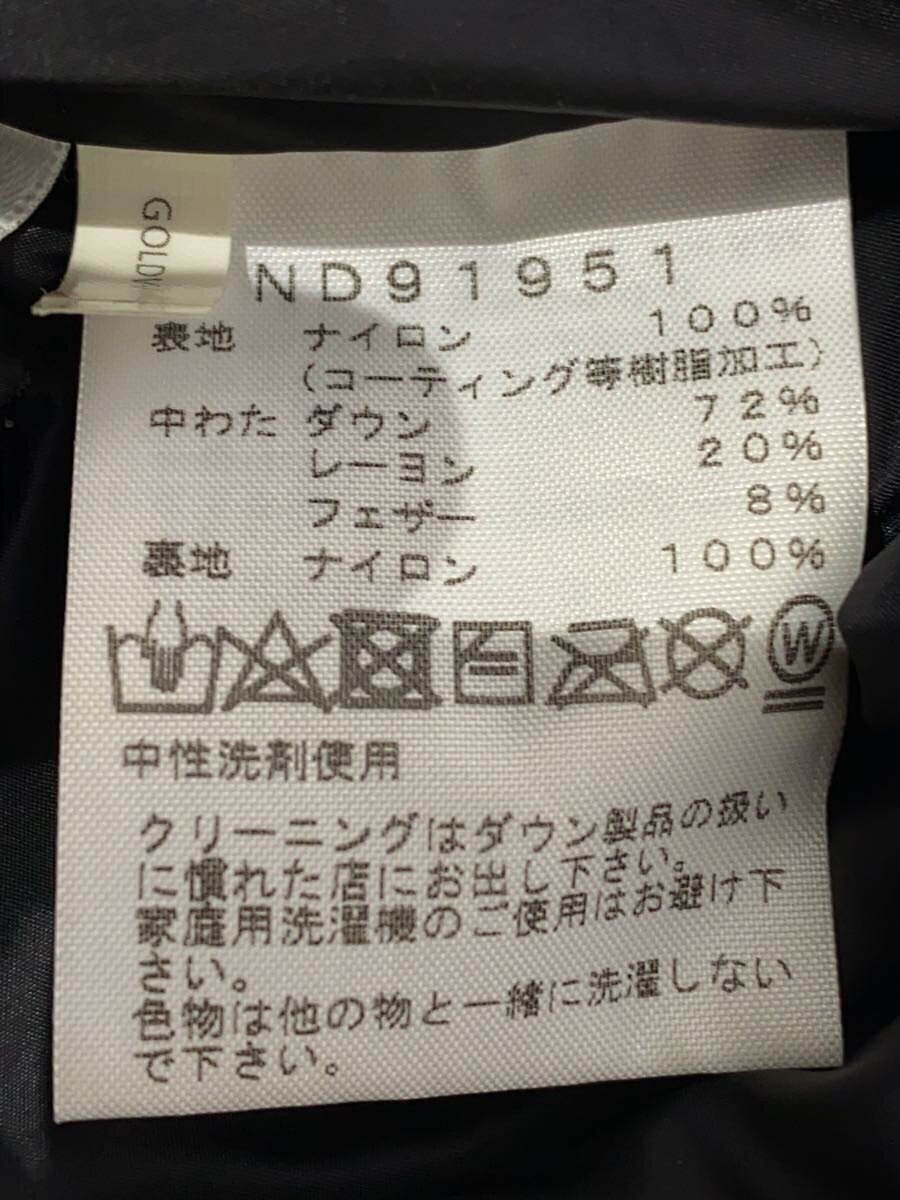 GOLDW
ND91951
表地 ナイロン 100%
(コーティング等樹脂加工)
中わた ダウン 72%
レーヨン 20%
フェザー 8%
裏地 ナイロン 100%
W
中性洗剤使用
クリーニングはダウン製品の扱い
に慣れた店にお出し下さい。
家庭用洗濯機のご使用はお避け下
さい。
色物は他の物と一緒に洗濯しない
で下さい。